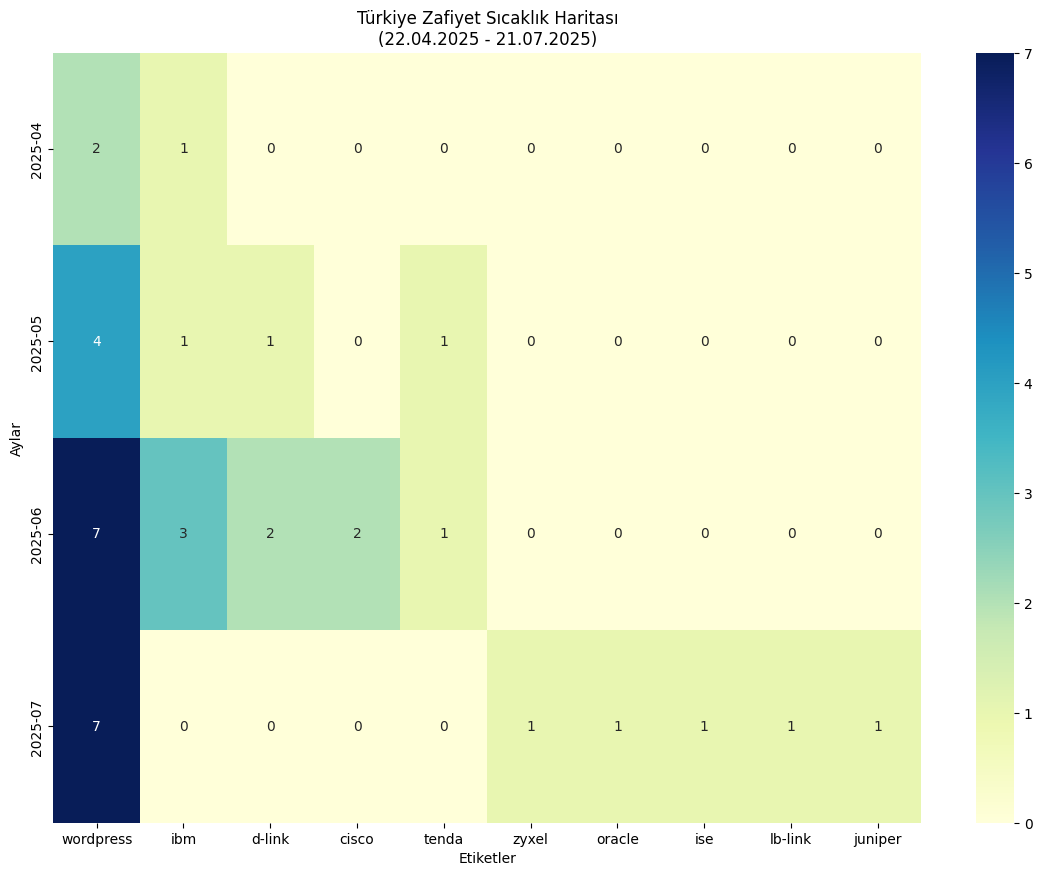 Türkiye Zafiyet Sıcaklık Haritası
(22.04.2025 - 21.07.2025)
Aylar
2025-04
2 1 0 0 0 0 0 0 0 0
2025-05
4 1 1 0 1 0 0 0 0 0
2025-06
7 3 2 2 1 0 0 0 0 0
2025-07
7 0 0 0 0 1 1 1 1 1
wordpress ibm d-link cisco tenda zyxel oracle ise lb-link juniper
Etiketler
7
6
5
4
3
2
1
0